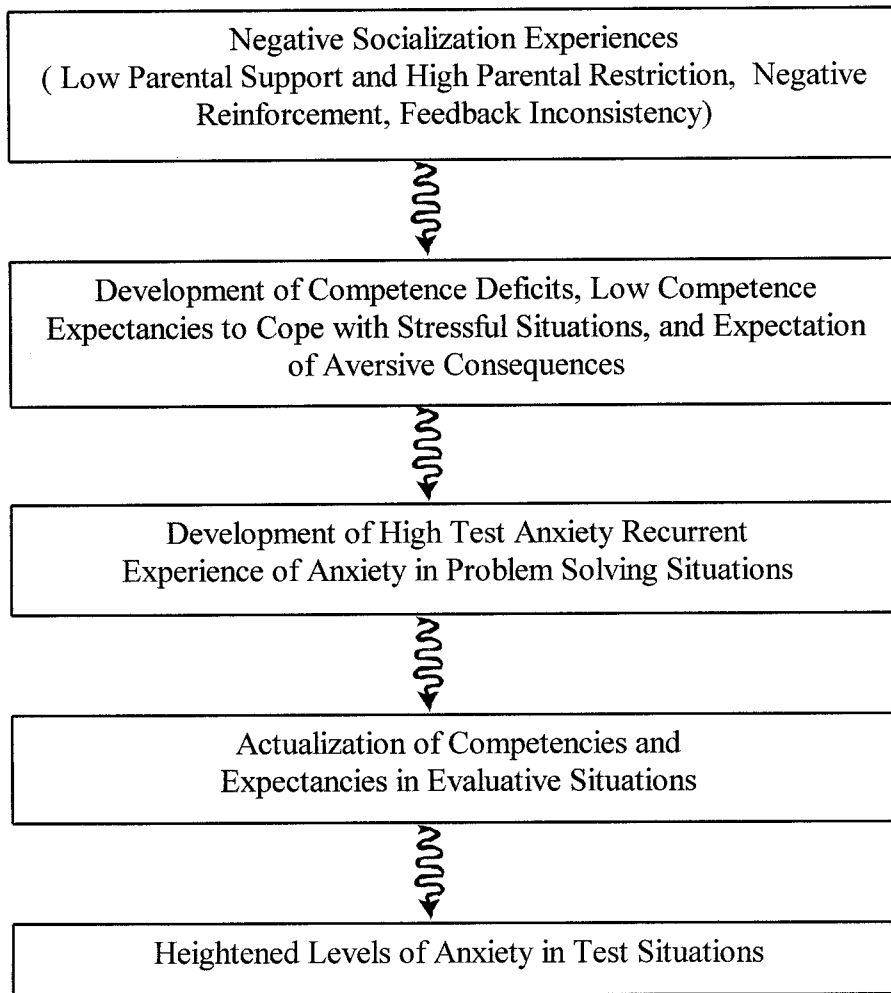 Negative Socialization Experiences
( Low Parental Support and High Parental Restriction, Negative
Reinforcement, Feedback Inconsistency)
Development of Competence Deficits, Low Competence
Expectancies to Cope with Stressful Situations, and Expectation
of Aversive Consequences
Development of High Test Anxiety Recurrent
Experience of Anxiety in Problem Solving Situations
Actualization of Competencies and
Expectancies in Evaluative Situations
Heightened Levels of Anxiety in Test Situations